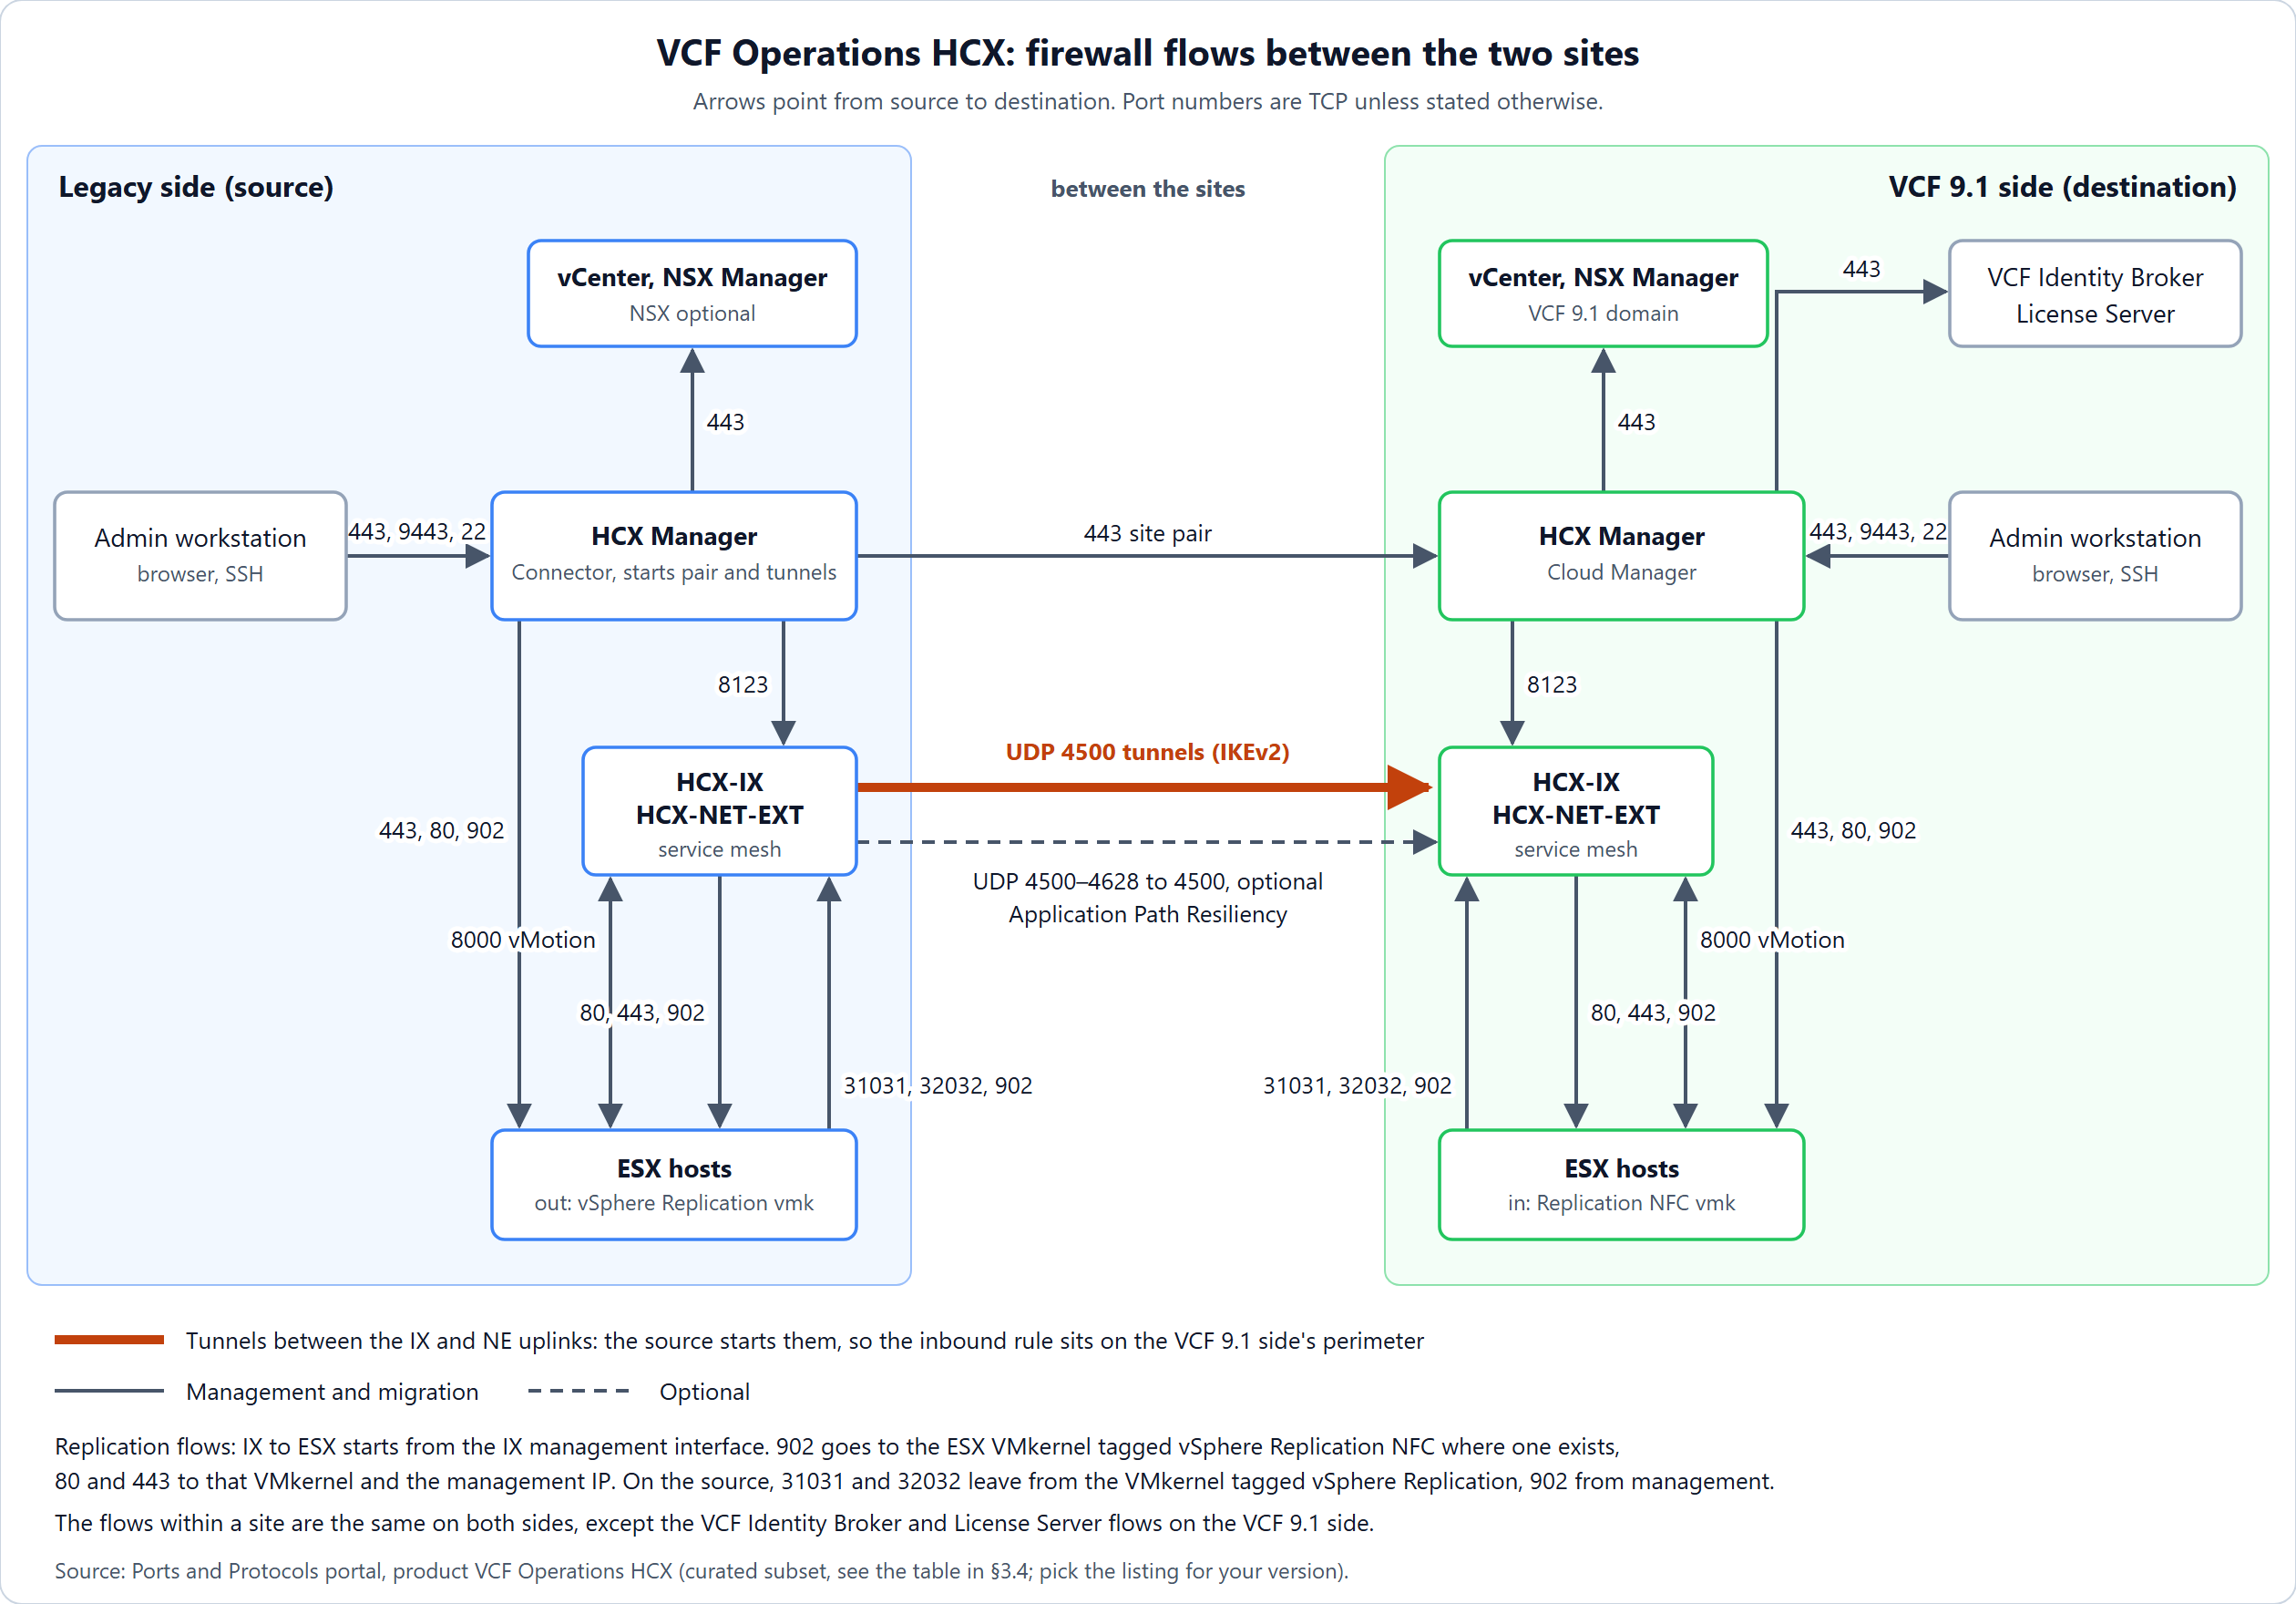 VCF Operations HCX: firewall flows between the two sites
Arrows point from source to destination. Port numbers are TCP unless stated otherwise.
Legacy side (source)
between the sites
VCF 9.1 side (destination)
vCenter, NSX Manager
NSX optional
vCenter, NSX Manager
VCF 9.1 domain
443
VCF Identity Broker
License Server
443
443
Admin workstation
browser, SSH
443, 9443, 22
HCX Manager
Connector, starts pair and tunnels
443 site pair
HCX Manager
Cloud Manager
443, 9443, 22
Admin workstation
browser, SSH
8123
8123
UDP 4500 tunnels (IKEv2)
HCX-IX
HCX-NET-EXT
service mesh
HCX-IX
HCX-NET-EXT
service mesh
443, 80, 902
443, 80, 902
UDP 4500–4628 to 4500, optional
Application Path Resiliency
8000 vMotion
8000 vMotion
80, 443, 902
80, 443, 902
31031, 32032, 902
31031, 32032, 902
ESX hosts
out: vSphere Replication vmk
ESX hosts
in: Replication NFC vmk
Tunnels between the IX and NE uplinks: the source starts them, so the inbound rule sits on the VCF 9.1 side's perimeter
Management and migration
Optional
Replication flows: IX to ESX starts from the IX management interface. 902 goes to the ESX VMkernel tagged vSphere Replication NFC where one exists,
80 and 443 to that VMkernel and the management IP. On the source, 31031 and 32032 leave from the VMkernel tagged vSphere Replication, 902 from management.
The flows within a site are the same on both sides, except the VCF Identity Broker and License Server flows on the VCF 9.1 side.
Source: Ports and Protocols portal, product VCF Operations HCX (curated subset, see the table in §3.4; pick the listing for your version).